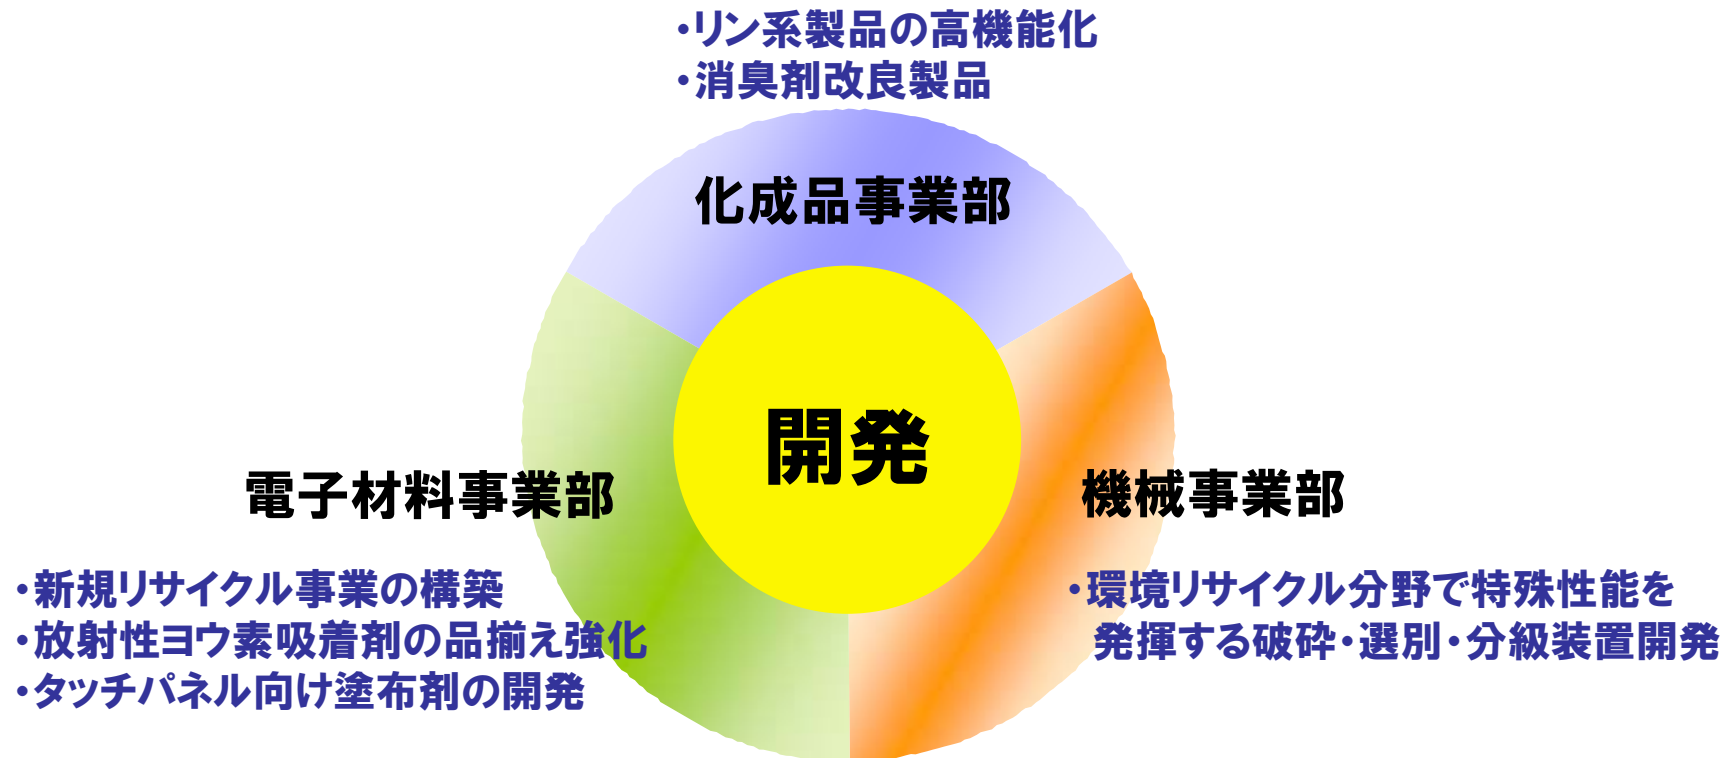 ・リン系製品の高機能化
・消臭剤改良製品
化成品事業部
開発
電子材料事業部
・新規リサイクル事業の構築
・放射性ヨウ素吸着剤の品揃え強化
・タッチパネル向け塗布剤の開発
機械事業部
・環境リサイクル分野で特殊性能を
発揮する破砕・選別・分級装置開発